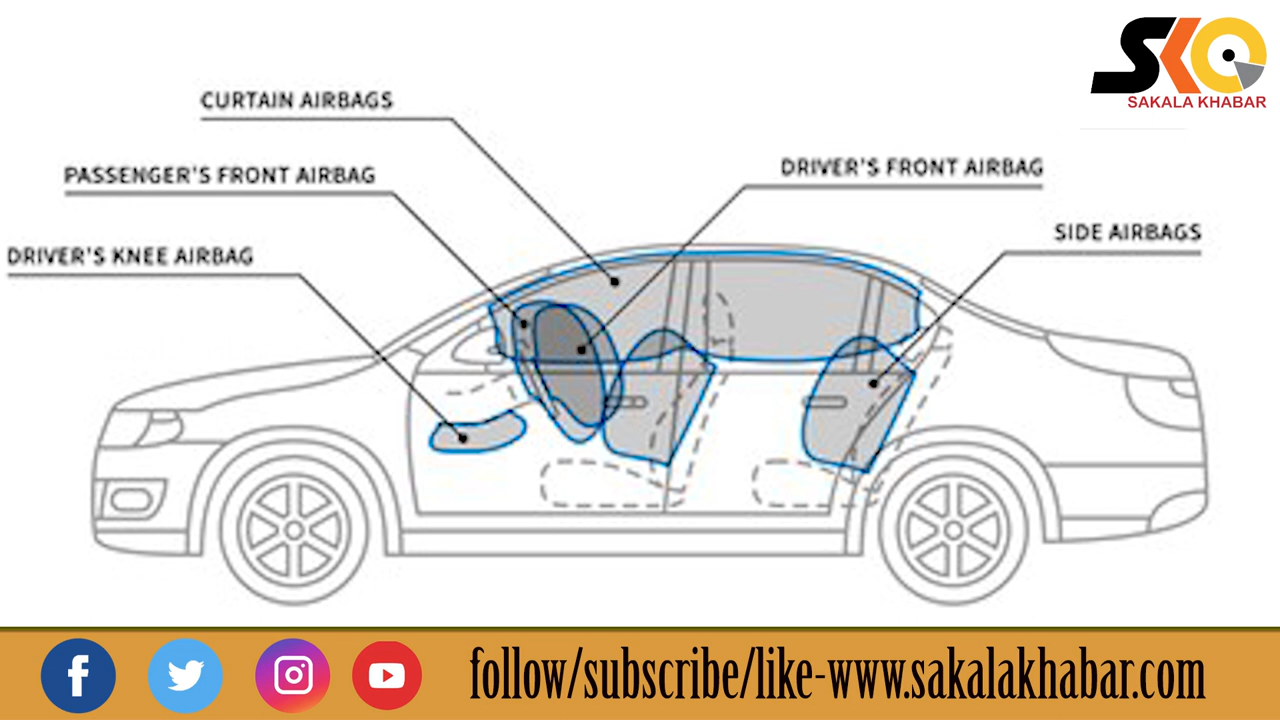 SKQ
SAKALA KHABAR
CURTAIN AIRBAGS
PASSENGER'S FRONT AIRBAG
DRIVER'S FRONT AIRBAG
SIDE AIRBAGS
DRIVER'S KNEE AIRBAG
follow/subscribe/like-www.sakalakhabar.com